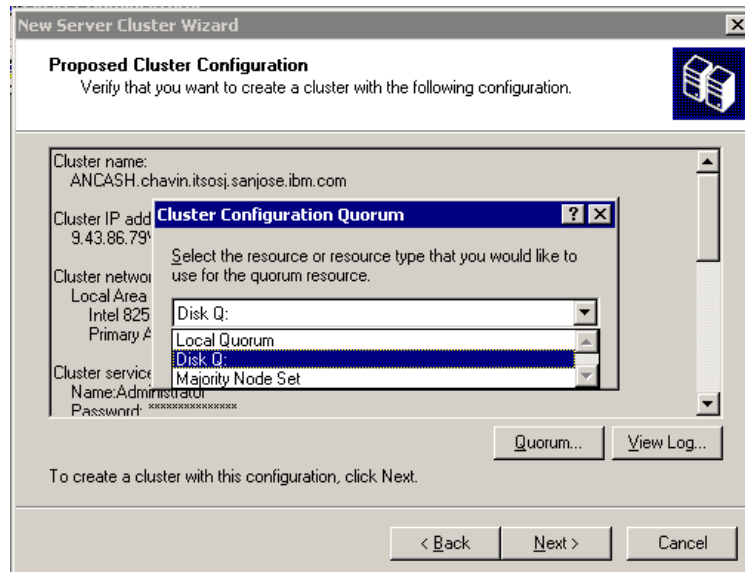 New Server Cluster Wizard
Proposed Cluster Configuration
Verify that you want to create a cluster with the following configuration.
Cluster name:
ANCASH.chavin.itsosj.sanjose.ibm.com
Cluster IP add
9.43.86.79
Cluster networ
Local Area
Intel 825
Primary A
Cluster service
Name:Administrator
Password: ***************
Cluster Configuration Quorum
Select the resource or resource type that you would like to
use for the quorum resource.
Disk Q:
Local Quorum
Disk Q:
Majority Node Set
Quorum...
View Log...
To create a cluster with this configuration, click Next.
< Back
Next >
Cancel